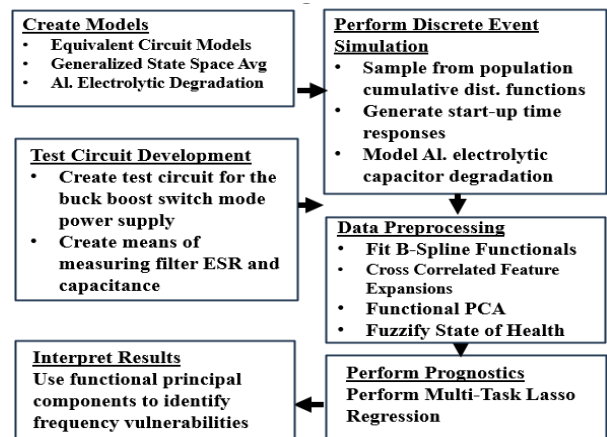 Create Models
• Equivalent Circuit Models
• Generalized State Space Avg
• Al. Electrolytic Degradation
Perform Discrete Event
Simulation
• Sample from population
cumulative dist. functions
• Generate start-up time
responses
• Model Al. electrolytic
capacitor degradation
Test Circuit Development
• Create test circuit for the
buck boost switch mode
power supply
• Create means of
measuring filter ESR and
capacitance
Data Preprocessing
• Fit B-Spline Functionals
• Cross Correlated Feature
Expansions
• Functional PCA
• Fuzzify State of Health
Perform Prognostics
Perform Multi-Task Lasso
Regression
Interpret Results
Use functional principal
components to identify
frequency vulnerabilities